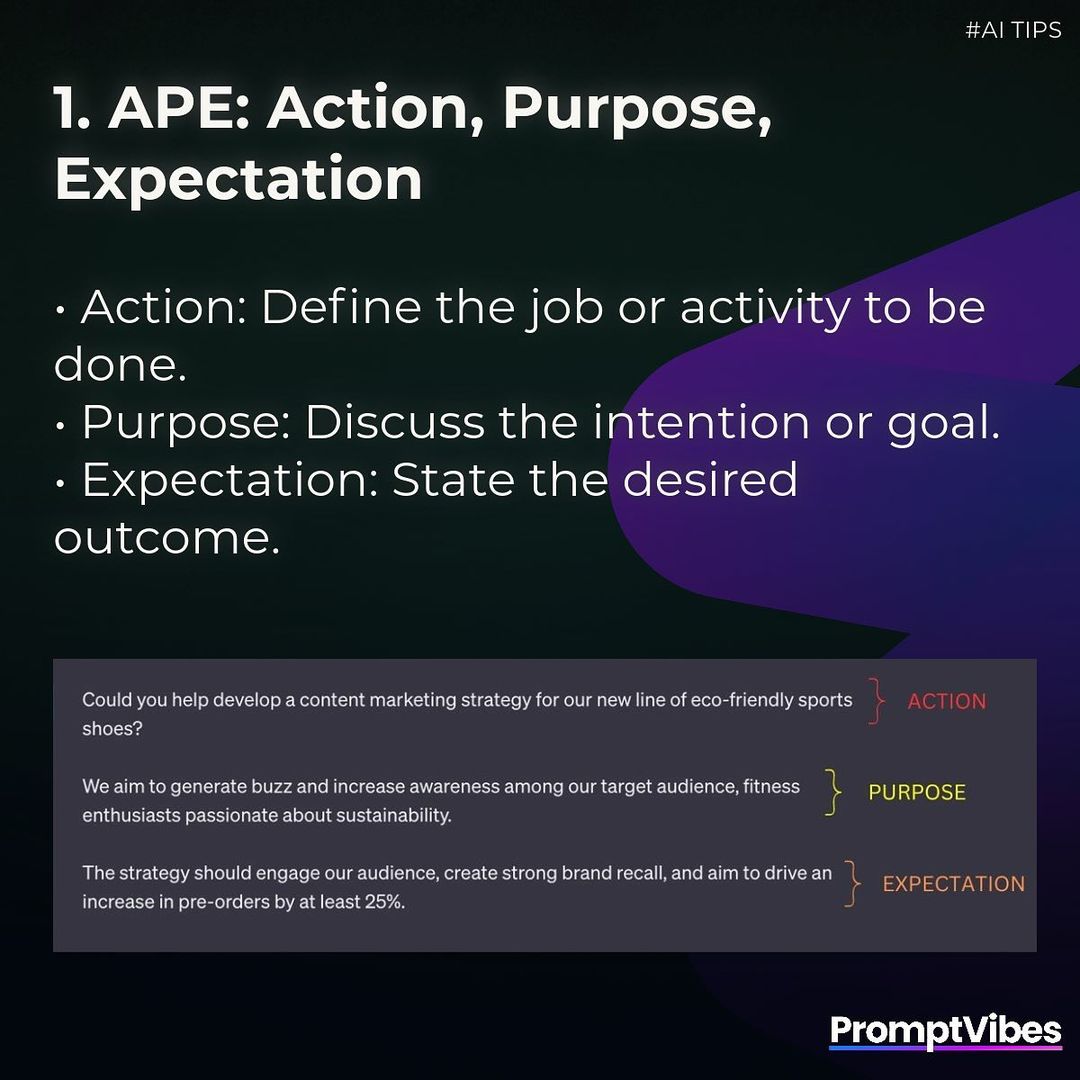 #AI TIPS
1. APE: Action, Purpose,
Expectation
• Action: Define the job or activity to be
done.
• Purpose: Discuss the intention or goal.
• Expectation: State the desired
outcome.
Could you help develop a content marketing strategy for our new line of eco-friendly sports
shoes?
ACTION
We aim to generate buzz and increase awareness among our target audience, fitness
enthusiasts passionate about sustainability.
PURPOSE
The strategy should engage our audience, create strong brand recall, and aim to drive an
increase in pre-orders by at least 25%.
EXPECTATION
PromptVibes